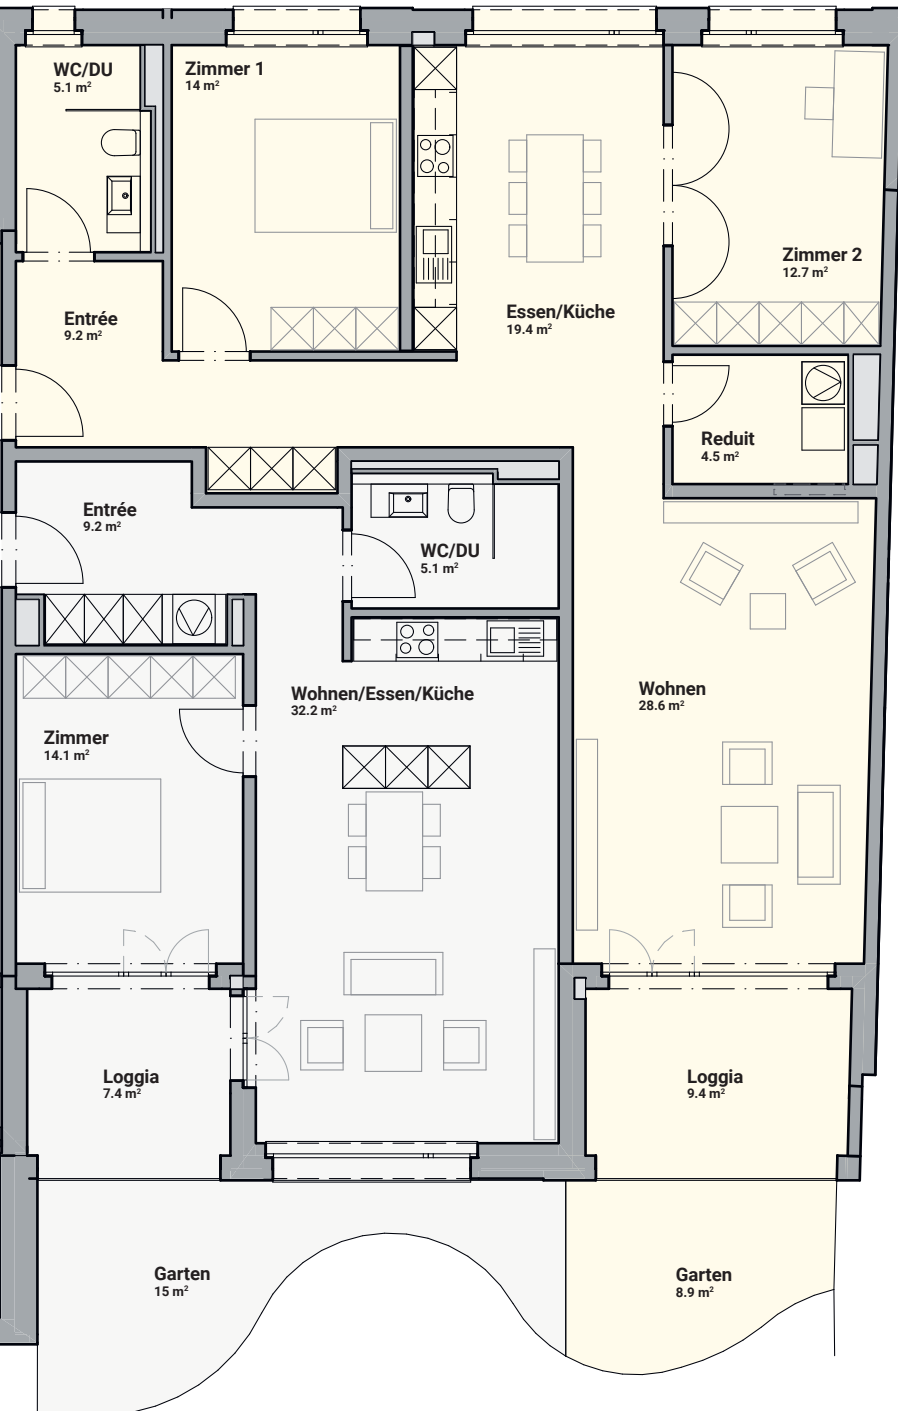 WC/DU
5.1 m²
Zimmer 1
14 m²
Zimmer 2
12.7 m²
Entrée
9.2 m²
Essen/Küche
19.4 m²
Reduit
4.5 m²
Entrée
9.2 m²
WC/DU
5.1 m²
Wohnen/Essen/Küche
32.2 m²
Wohnen
28.6 m²
Zimmer
14.1 m²
Loggia
7.4 m²
Loggia
9.4 m²
Garten
15 m²
Garten
8.9 m²